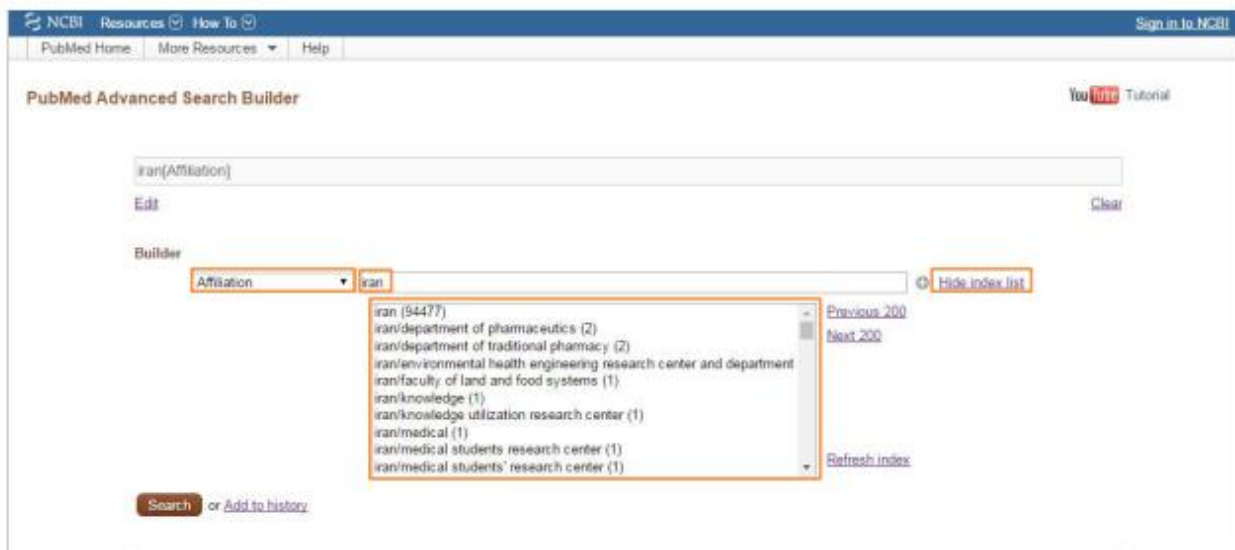 NCBI Resources How To Sign in to NCBI
PubMed Home More Resources Help
PubMed Advanced Search Builder YouTube Tutorial
iran[Affiliation]
Edit Clear
Builder
Affiliation iran Hide index list
iran (94477) Previous 200
iran/department of pharmaceutics (2)
Next 200
iran/department of traditional pharmacy (2)
iran/environmental health engineering research center and department
iran/faculty of land and food systems (1)
iran/knowledge (1)
iran/knowledge utilization research center (1)
iran/medical (1)
iran/medical students research center (1)
Refresh index
iran/medical students' research center (1)
Search or Add to history